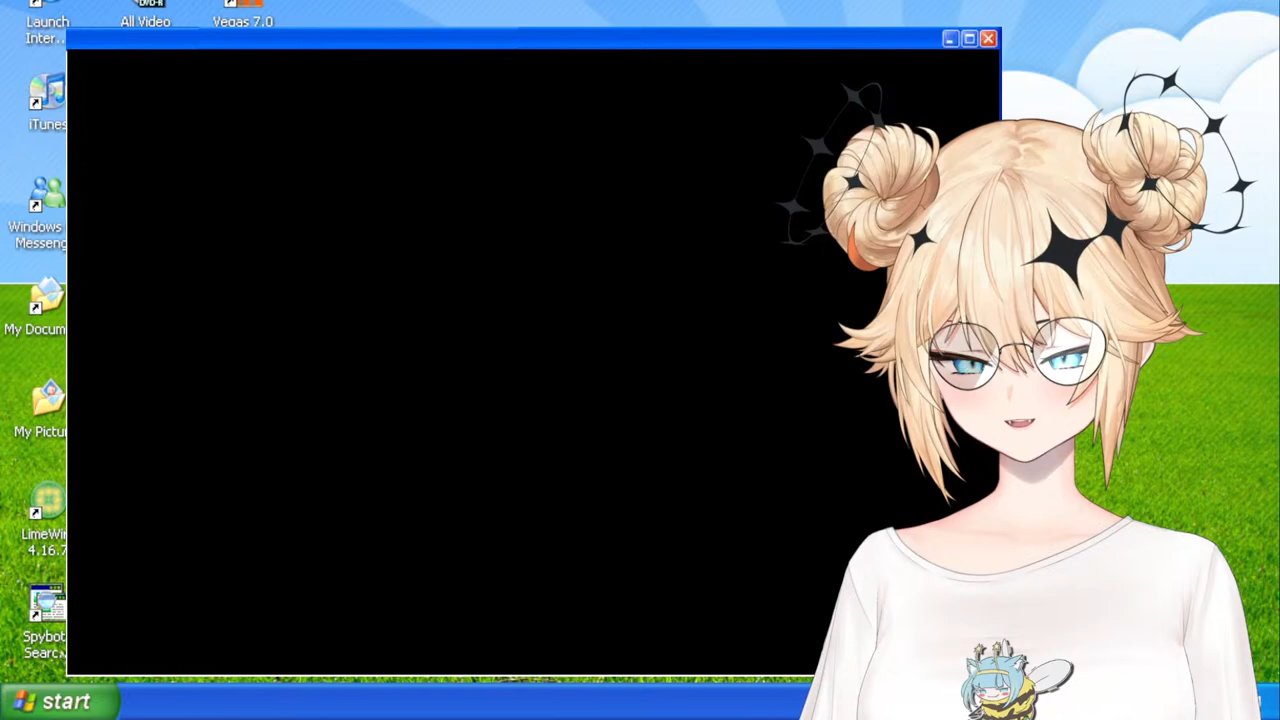 Launch
Inter...
All Video
Vegas 7.0
iTunes
Windows
Messeng
My Docum
My Pictu
LimeWi
4.16.7
Spybot
Searc...
start